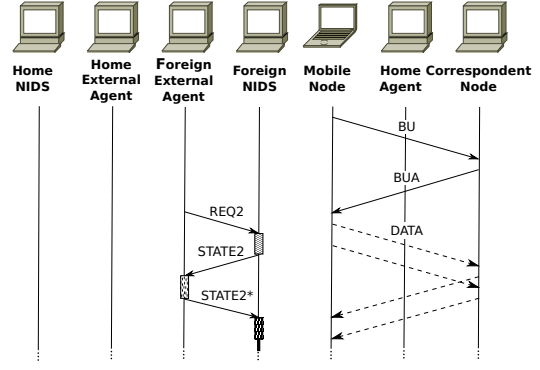 Home
NIDS
Home
External
Agent
Foreign
External
Agent
Foreign
NIDS
Mobile
Node
Home
Agent
Correspondent
Node
BU
BUA
REQ2
DATA
STATE2
STATE2*